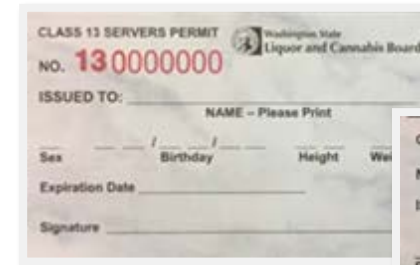 CLASS 13 SERVERS PERMIT
Washington State
Liquor and Cannabis Board
NO. 130000000
ISSUED TO:
NAME – Please Print
Sex Birthday Height
Expiration Date
Signature